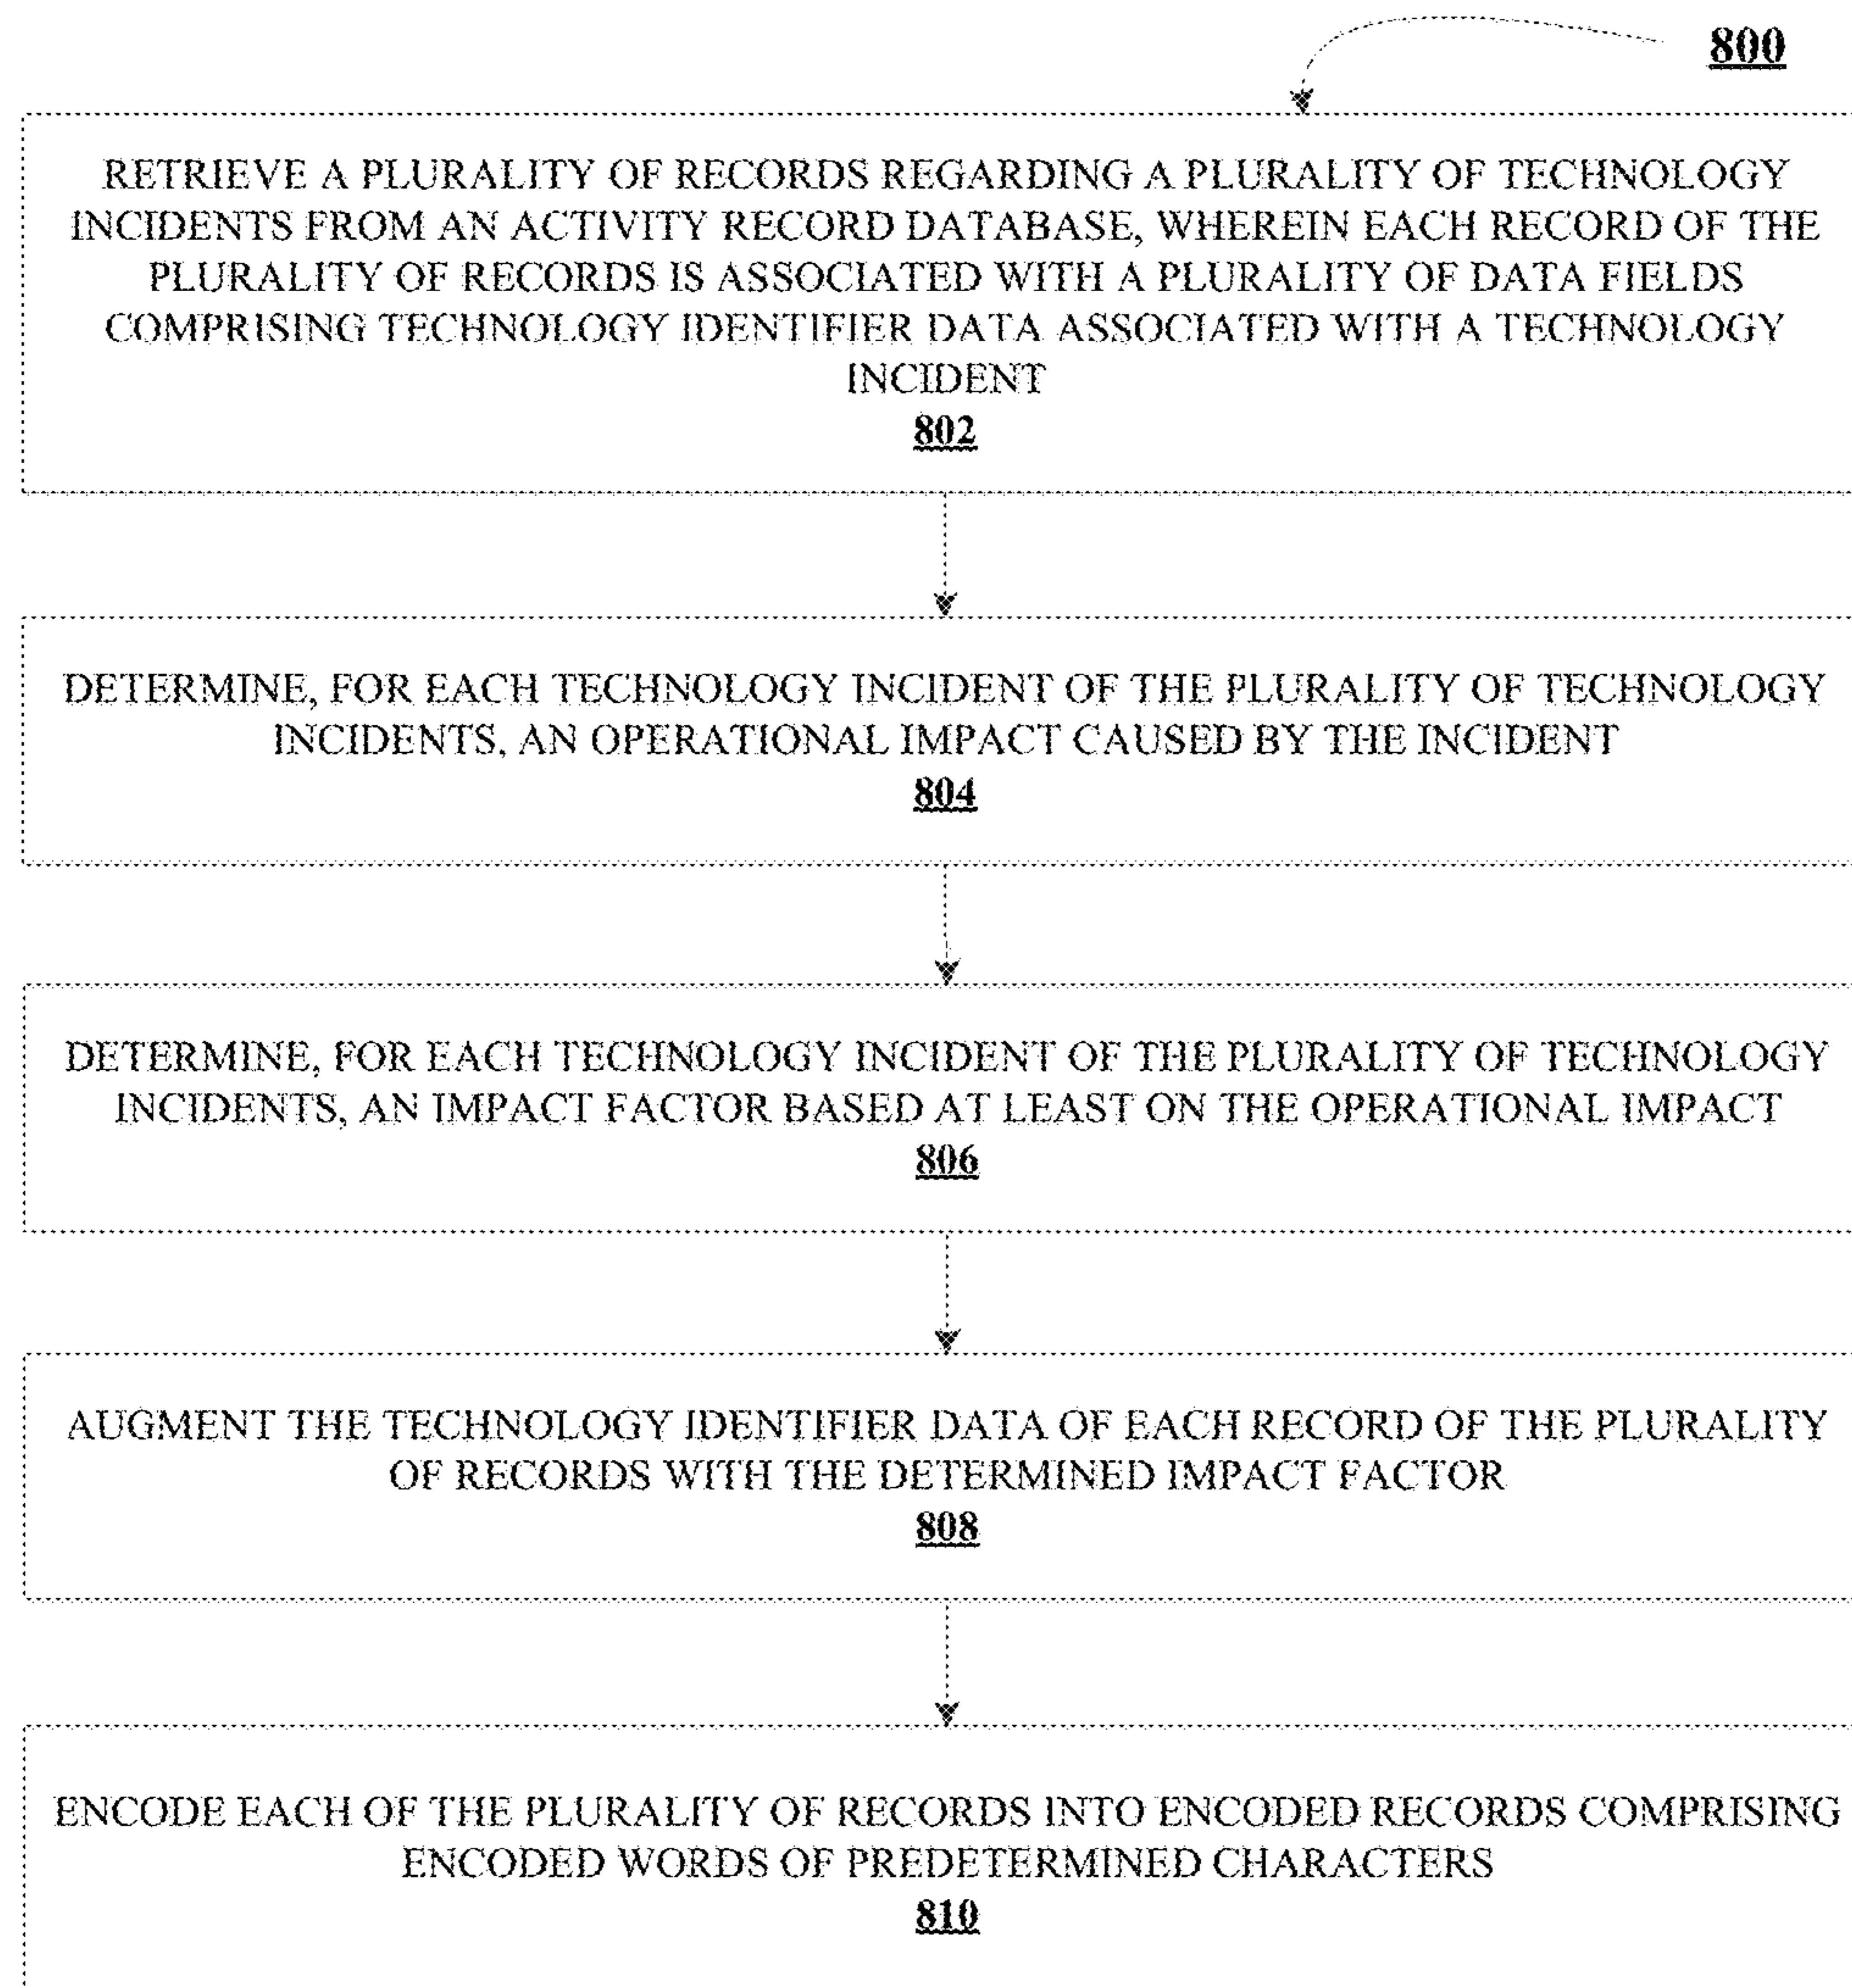 800
RETRIEVE A PLURALITY OF RECORDS REGARDING A PLURALITY OF TECHNOLOGY
INCIDENTS FROM AN ACTIVITY RECORD DATABASE, WHEREIN EACH RECORD OF THE
PLURALITY OF RECORDS IS ASSOCIATED WITH A PLURALITY OF DATA FIELDS
COMPRISING TECHNOLOGY IDENTIFIER DATA ASSOCIATED WITH A TECHNOLOGY
INCIDENT
802
DETERMINE, FOR EACH TECHNOLOGY INCIDENT OF THE PLURALITY OF TECHNOLOGY
INCIDENTS, AN OPERATIONAL IMPACT CAUSED BY THE INCIDENT
804
DETERMINE, FOR EACH TECHNOLOGY INCIDENT OF THE PLURALITY OF TECHNOLOGY
INCIDENTS, AN IMPACT FACTOR BASED AT LEAST ON THE OPERATIONAL IMPACT
806
AUGMENT THE TECHNOLOGY IDENTIFIER DATA OF EACH RECORD OF THE PLURALITY
OF RECORDS WITH THE DETERMINED IMPACT FACTOR
808
ENCODE EACH OF THE PLURALITY OF RECORDS INTO ENCODED RECORDS COMPRISING
ENCODED WORDS OF PREDETERMINED CHARACTERS
810